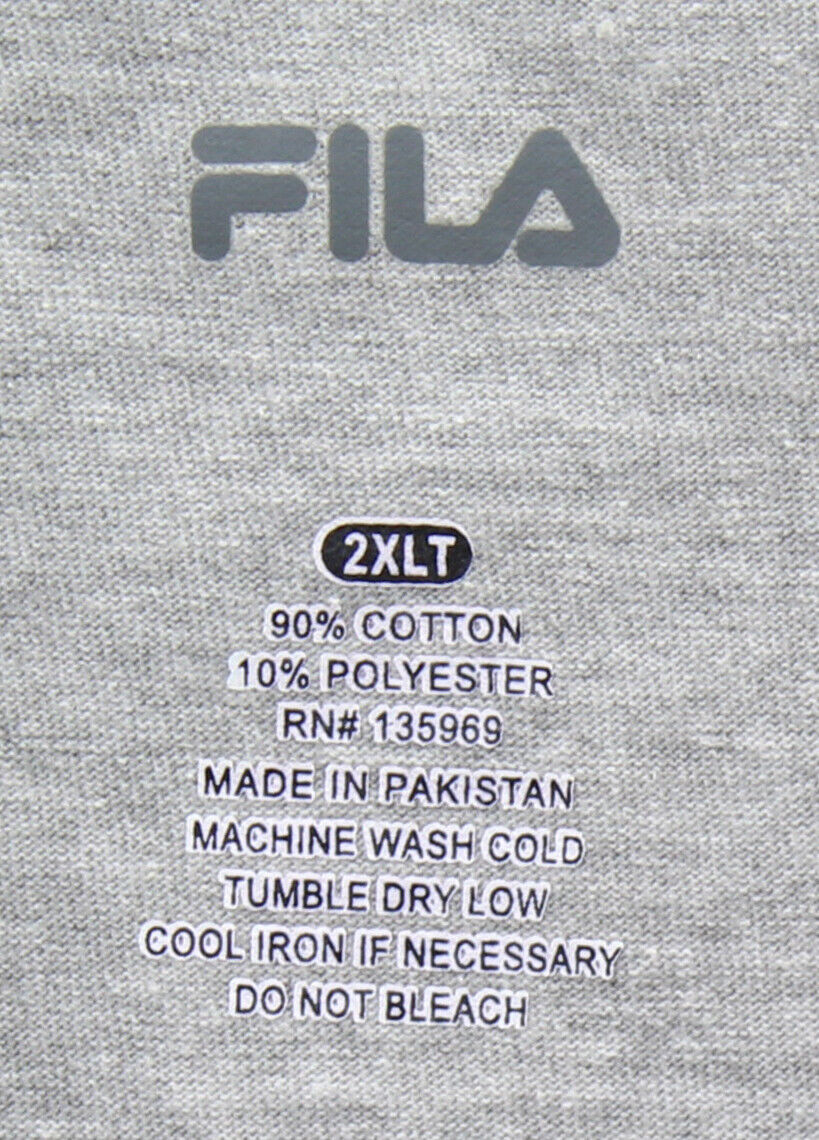 FILA
2XLT
90% COTTON
10% POLYESTER
RN# 135969
MADE IN PAKISTAN
MACHINE WASH COLD
TUMBLE DRY LOW
COOL IRON IF NECESSARY
DO NOT BLEACH